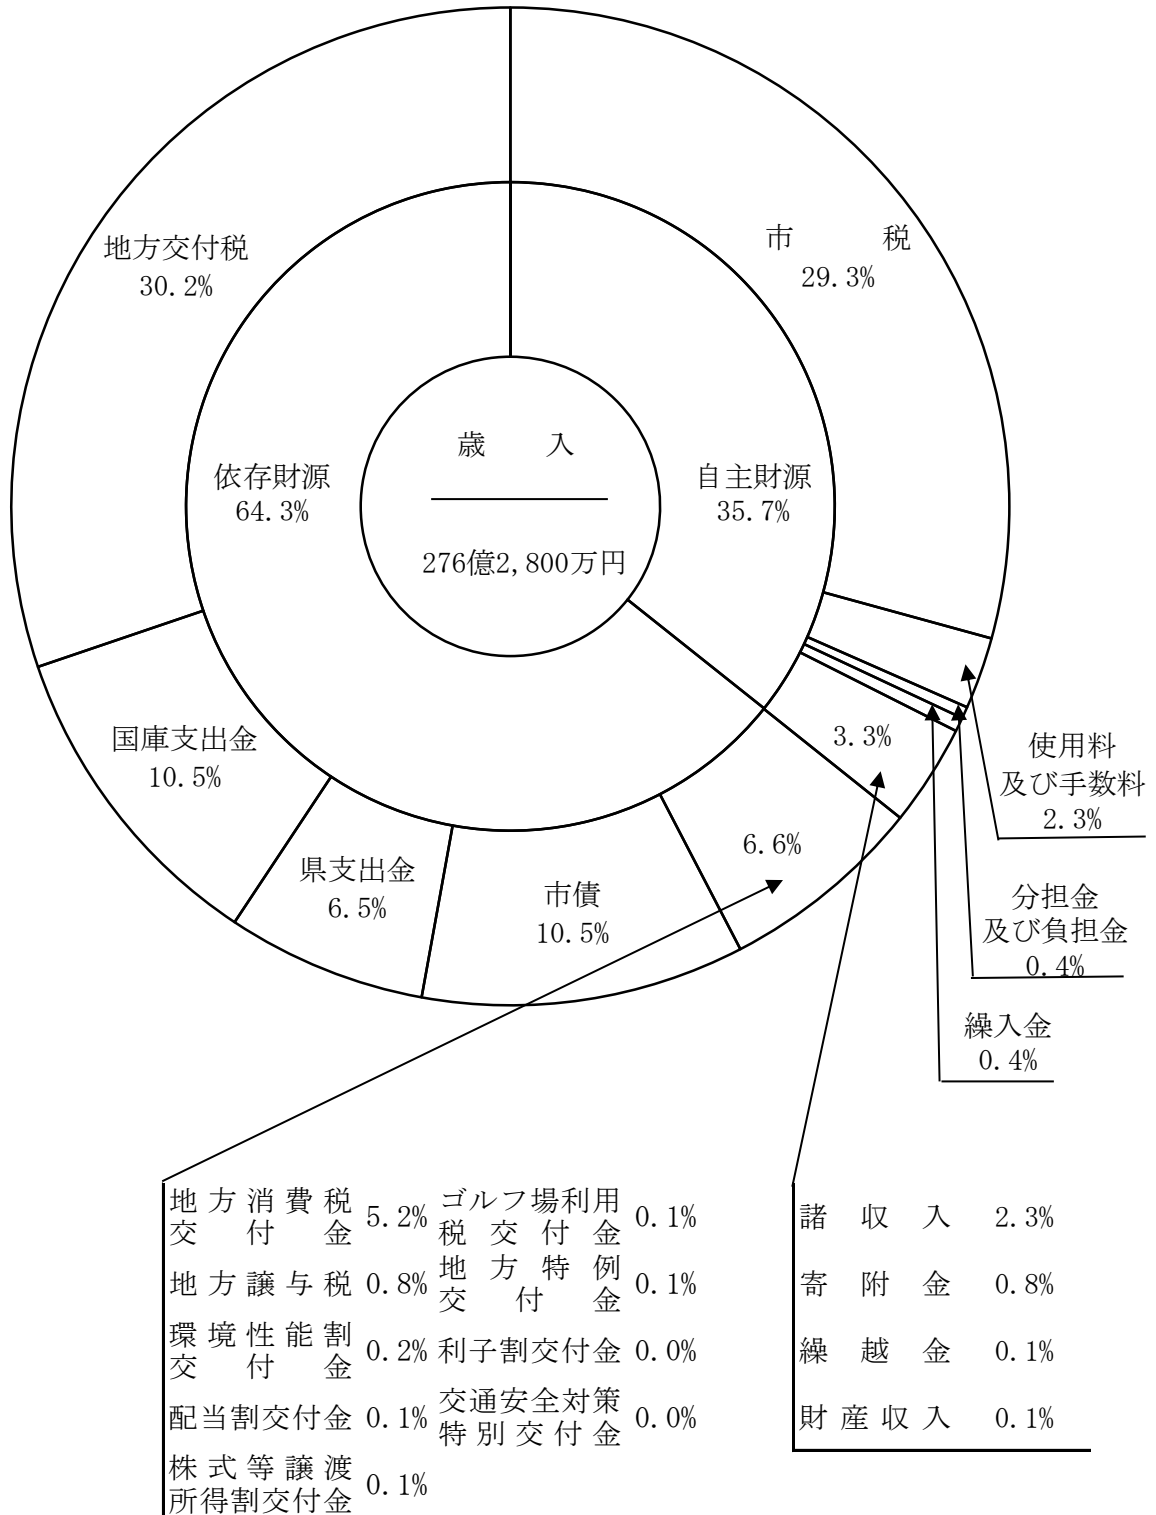 地方交付税
30.2%
市税
29.3%
歳入
276億2,800万円
依存財源
64.3%
自主財源
35.7%
国庫支出金
10.5%
県支出金
6.5%
市債
10.5%
6.6%
3.3%
使用料
及び手数料
2.3%
分担金
及び負担金
0.4%
繰入金
0.4%
地方消費税
交付金
5.2%
ゴルフ場利用
税交付金
0.1%
地方譲与税 0.8%
地方特例
交付金
0.1%
環境性能割
交付金
0.2%
利子割交付金 0.0%
配当割交付金 0.1%
交通安全対策
特別交付金
0.0%
株式等譲渡
所得割交付金
0.1%
諸収入 2.3%
寄附金 0.8%
繰越金 0.1%
財産収入 0.1%